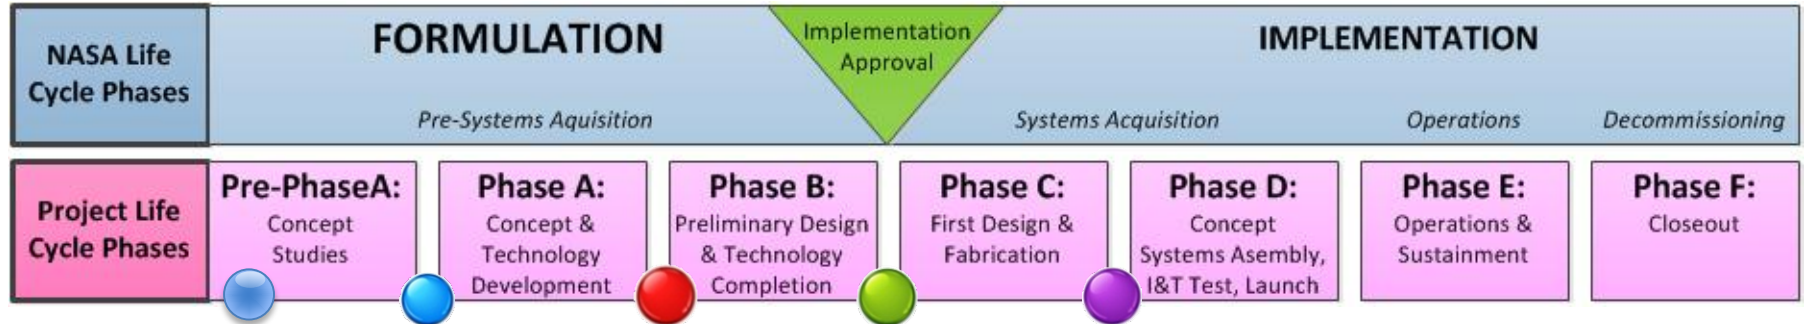 NASA Life
Cycle Phases
FORMULATION
Implementation
Approval
IMPLEMENTATION
Pre-Systems Aquisition
Systems Acquisition
Operations
Decommissioning
Project Life
Cycle Phases
Pre-PhaseA:
Concept
Studies
Phase A:
Concept &
Technology
Development
Phase B:
Preliminary Design
& Technology
Completion
Phase C:
First Design &
Fabrication
Phase D:
Concept
Systems Asembly,
I&T Test, Launch
Phase E:
Operations &
Sustainment
Phase F:
Closeout